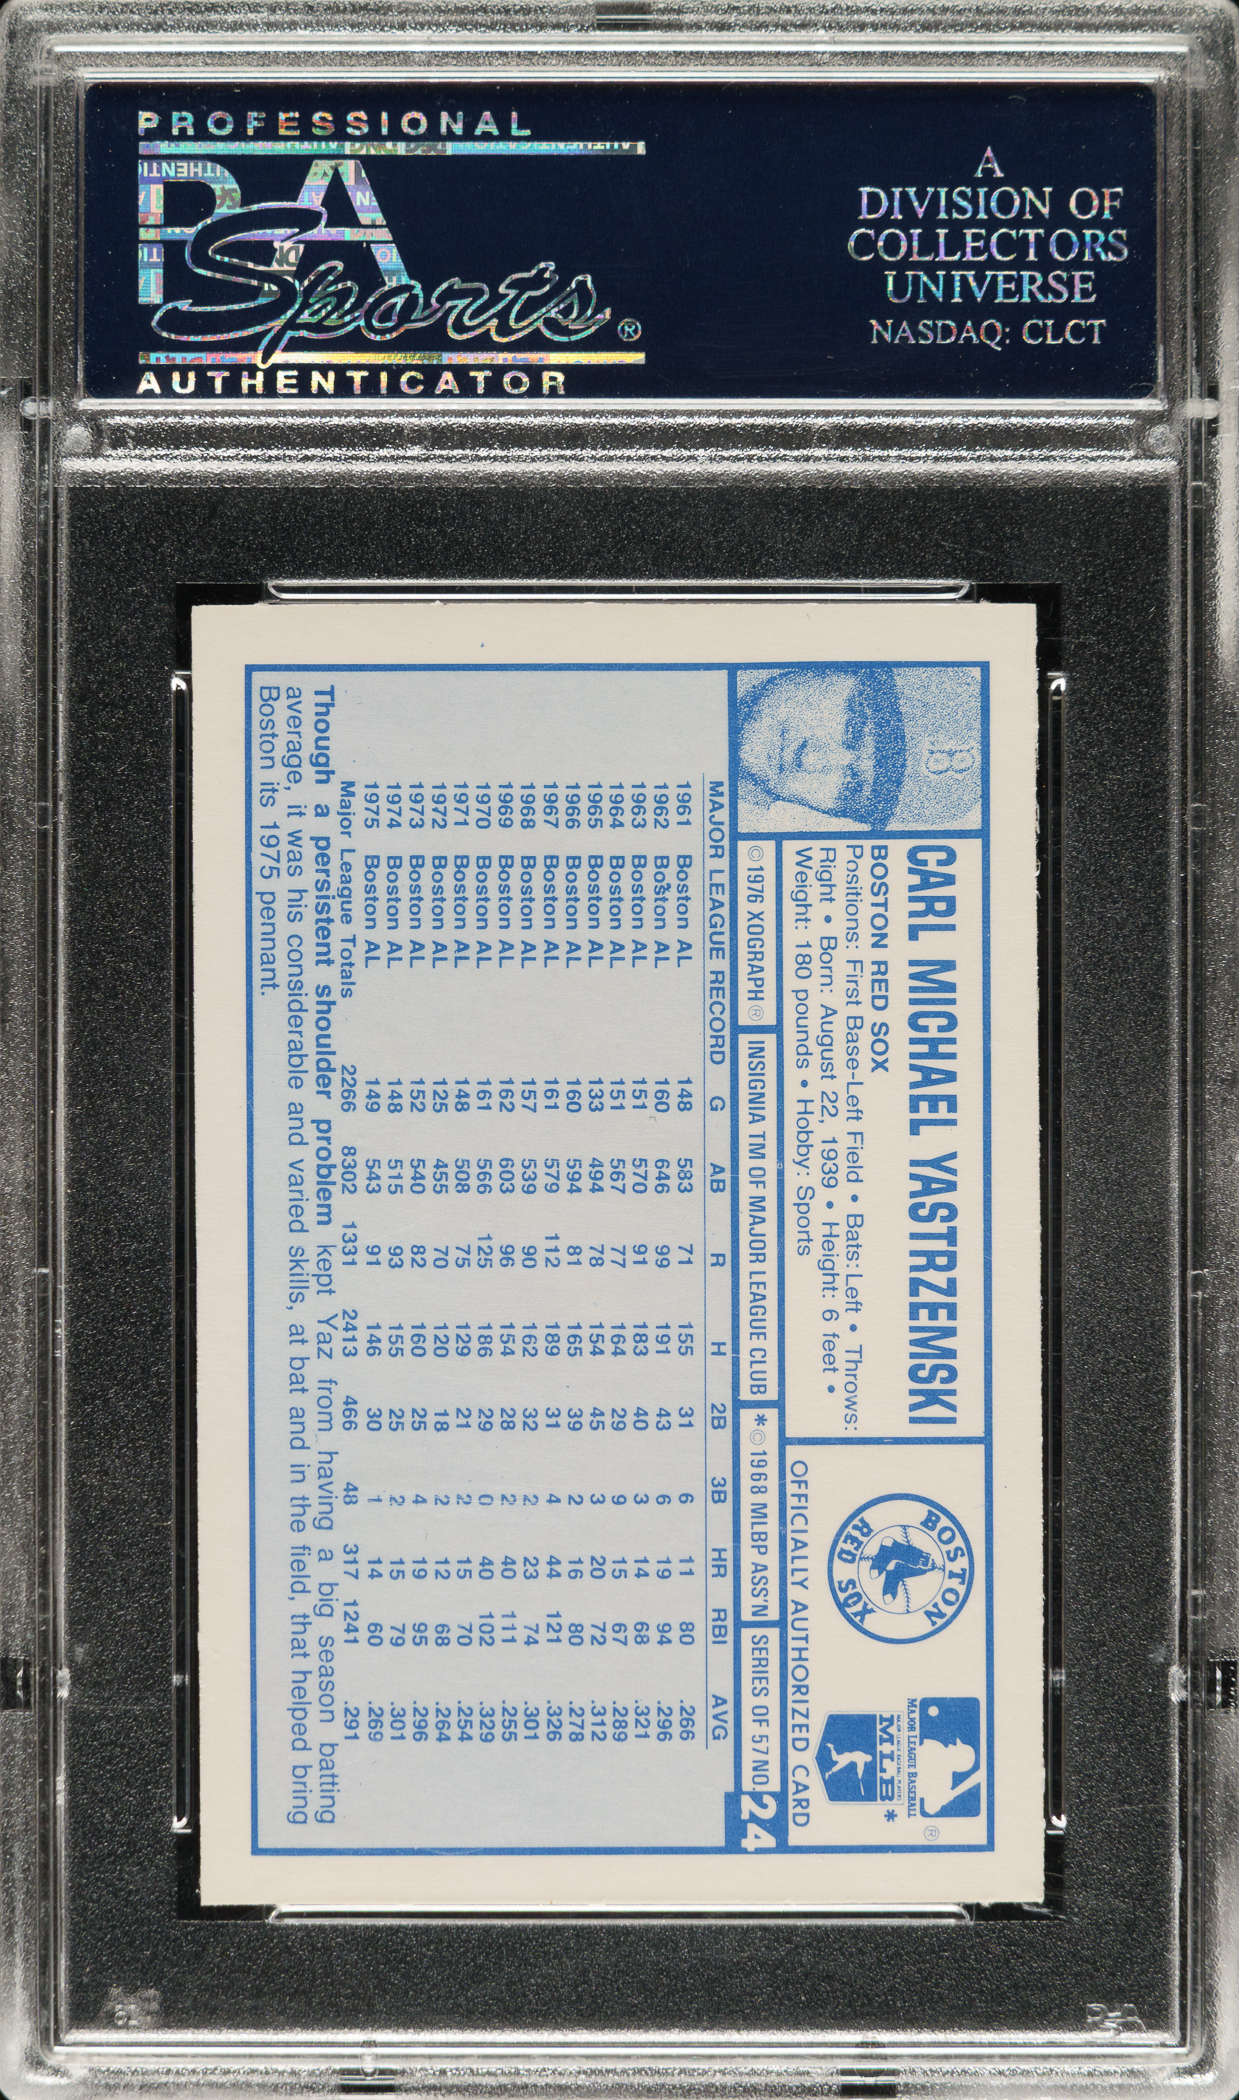 PROFESSIONAL
PSA
Sports®
AUTHENTICATOR
A
DIVISION OF
COLLECTORS
UNIVERSE
NASDAQ: CLCT
B
CARL MICHAEL YASTRZEMSKI
BOSTON RED SOX
Positions: First Base-Left Field • Bats: Left • Throws:
Right • Born: August 22, 1939 • Height: 6 feet •
Weight: 180 pounds • Hobby: Sports
BOSTON
RED SOX
MAJOR LEAGUE BASEBALL ®
MLB*
OFFICIALLY AUTHORIZED CARD
©1976 XOGRAPH® INSIGNIA TM OF MAJOR LEAGUE CLUB *©1968 MLBP ASS'N SERIES OF 57 NO. 24
MAJOR LEAGUE RECORD G AB R H 2B 3B HR RBI AVG
1961 Boston AL 148 583 71 155 31 6 11 80 .266
1962 Boston AL 160 646 99 191 43 6 19 94 .296
1963 Boston AL 151 570 91 183 40 3 14 68 .321
1964 Boston AL 151 567 77 164 29 9 15 67 .289
1965 Boston AL 133 494 78 154 45 3 20 72 .312
1966 Boston AL 160 594 81 165 39 2 16 80 .278
1967 Boston AL 161 579 112 189 31 4 44 121 .326
1968 Boston AL 157 539 90 162 32 2 23 74 .301
1969 Boston AL 162 603 96 154 28 2 40 111 .255
1970 Boston AL 161 566 125 186 29 0 40 102 .329
1971 Boston AL 148 508 75 129 21 2 15 70 .254
1972 Boston AL 125 455 70 120 18 2 12 68 .264
1973 Boston AL 152 540 82 160 25 4 19 95 .296
1974 Boston AL 148 515 93 155 25 2 15 79 .301
1975 Boston AL 149 543 91 146 30 1 14 60 .269
Major League Totals 2266 8302 1331 2413 466 48 317 1241 .291
Though a persistent shoulder problem kept Yaz from having a big season batting
average, it was his considerable and varied skills, at bat and in the field, that helped bring
Boston its 1975 pennant.
PSA